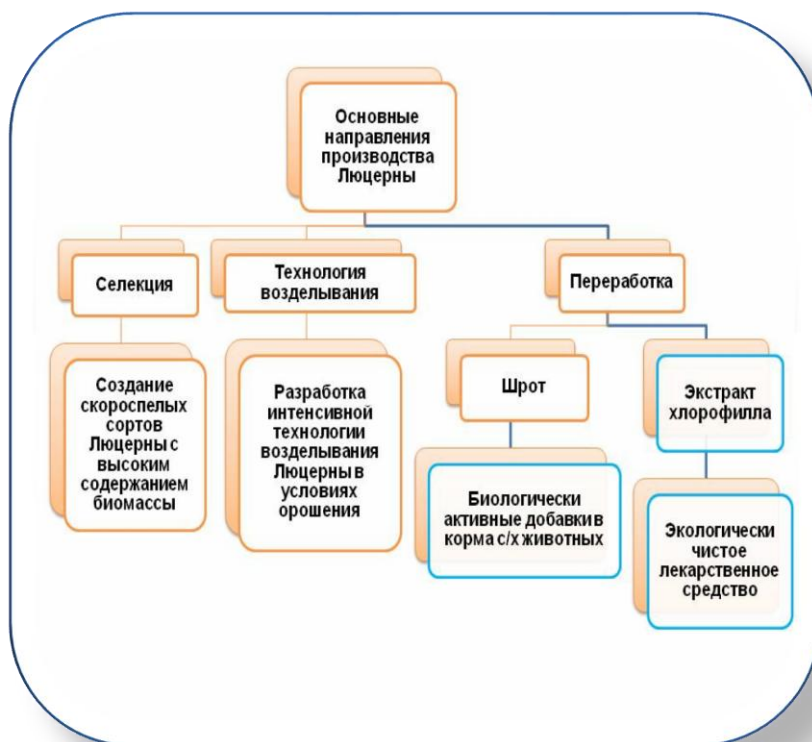 Основные
направления
производства
Люцерны
Селекция
Технология
возделывания
Переработка
Создание
скороспелых
сортов
Люцерны с
высоким
содержанием
биомассы
Разработка
интенсивной
технологии
возделывания
Люцерны в
условиях
орошения
Шрот
Экстракт
хлорофилла
Биологически
активные добавки в
корма с/х животных
Экологически
чистое
лекарственное
средство